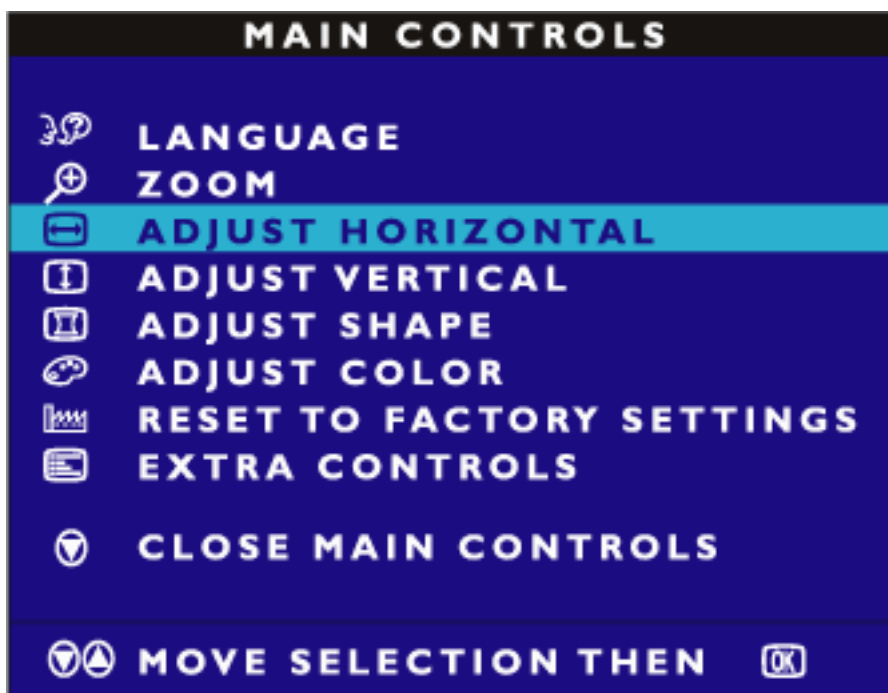 MAIN CONTROLS
LANGUAGE
ZOOM
ADJUST HORIZONTAL
ADJUST VERTICAL
ADJUST SHAPE
ADJUST COLOR
RESET TO FACTORY SETTINGS
EXTRA CONTROLS
CLOSE MAIN CONTROLS
MOVE SELECTION THEN OK